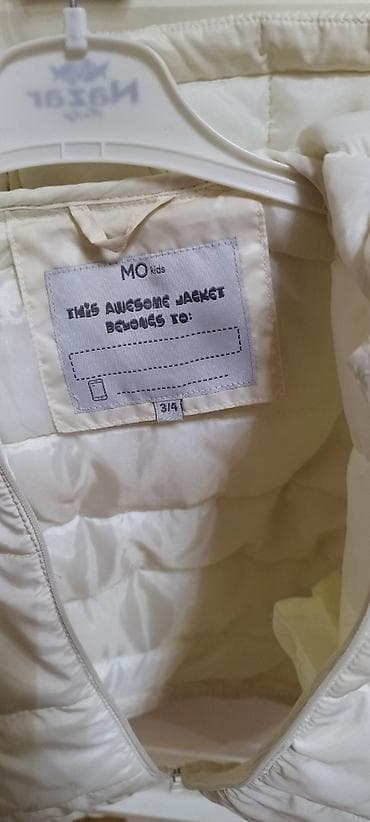 Nazar
MO kids
THIS AWESOME JACKET
BELONGS TO:
3/4